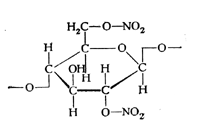 H₂C—O—NO₂
H C O H
C H OH H C
—O— C C H —O—
H O—NO₂